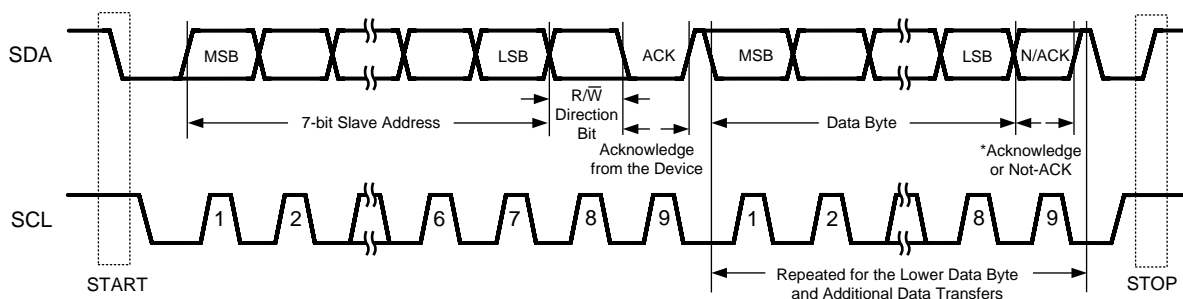 SDA
MSB
LSB
ACK
MSB
LSB
N/ACK
R/W̅
Direction
Bit
7-bit Slave Address
Data Byte
Acknowledge
from the Device
*Acknowledge
or Not-ACK
SCL
1
2
6
7
8
9
1
2
8
9
START
Repeated for the Lower Data Byte
and Additional Data Transfers
STOP